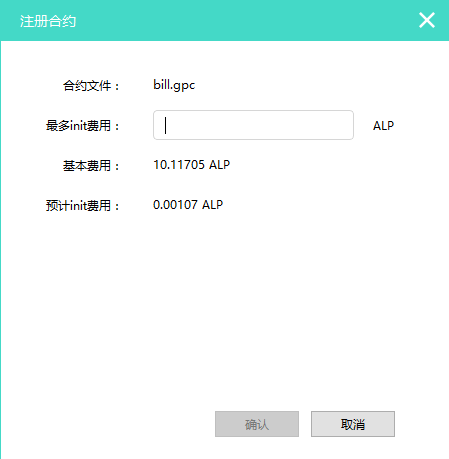 注册合约
合约文件： bill.gpc
最多init费用： ALP
基本费用： 10.11705 ALP
预计init费用： 0.00107 ALP
确认 取消